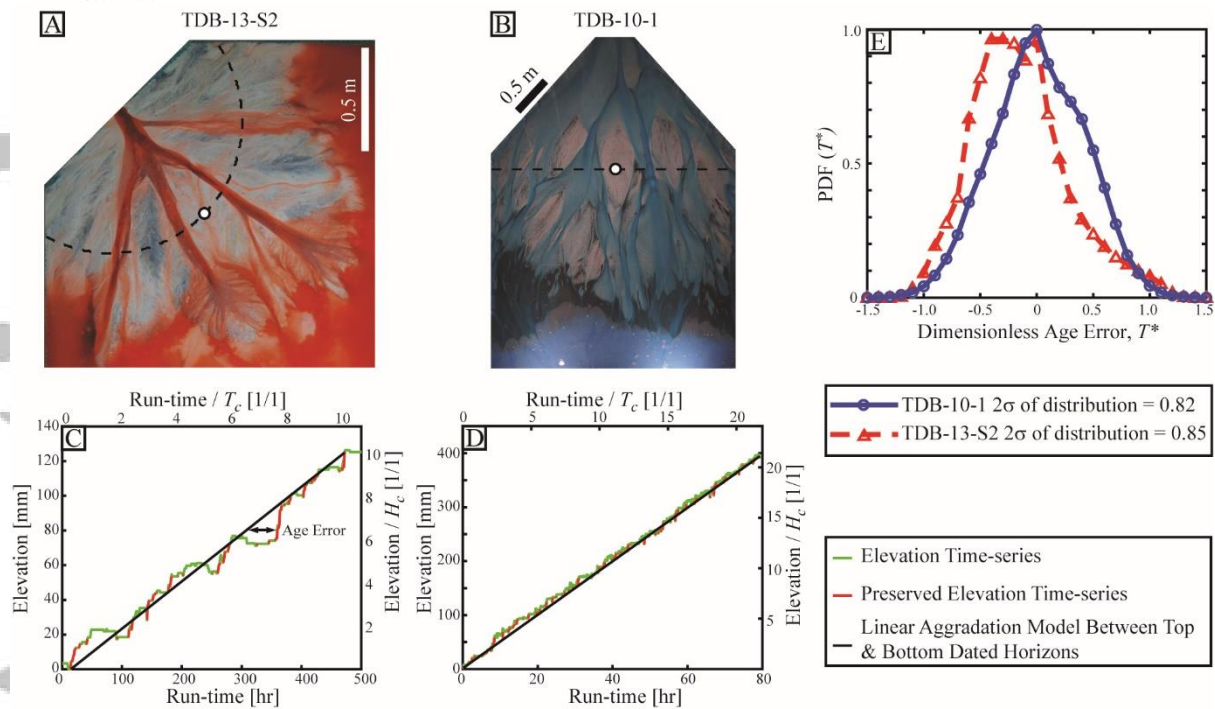 TDB-13-S2
A
0.5 m
TDB-10-1
B
0.5 m
E
PDF (T*)
1.0
0.5
0
-1.5 -1.0 -0.5 0 0.5 1.0 1.5
Dimensionless Age Error, T*
TDB-10-1 2σ of distribution = 0.82
TDB-13-S2 2σ of distribution = 0.85
Run-time / Tc [1/1]
0 2 4 6 8 10
C
Elevation [mm]
140
120
100
80
60
40
20
0
Age Error
10
8
6
4
2
Elevation / Hc [1/1]
0 100 200 300 400 500
Run-time [hr]
Run-time / Tc [1/1]
0 5 10 15 20
D
Elevation [mm]
400
300
200
100
0
20
15
10
5
Elevation / Hc [1/1]
0 20 40 60 80
Run-time [hr]
Elevation Time-series
Preserved Elevation Time-series
Linear Aggradation Model Between Top
& Bottom Dated Horizons